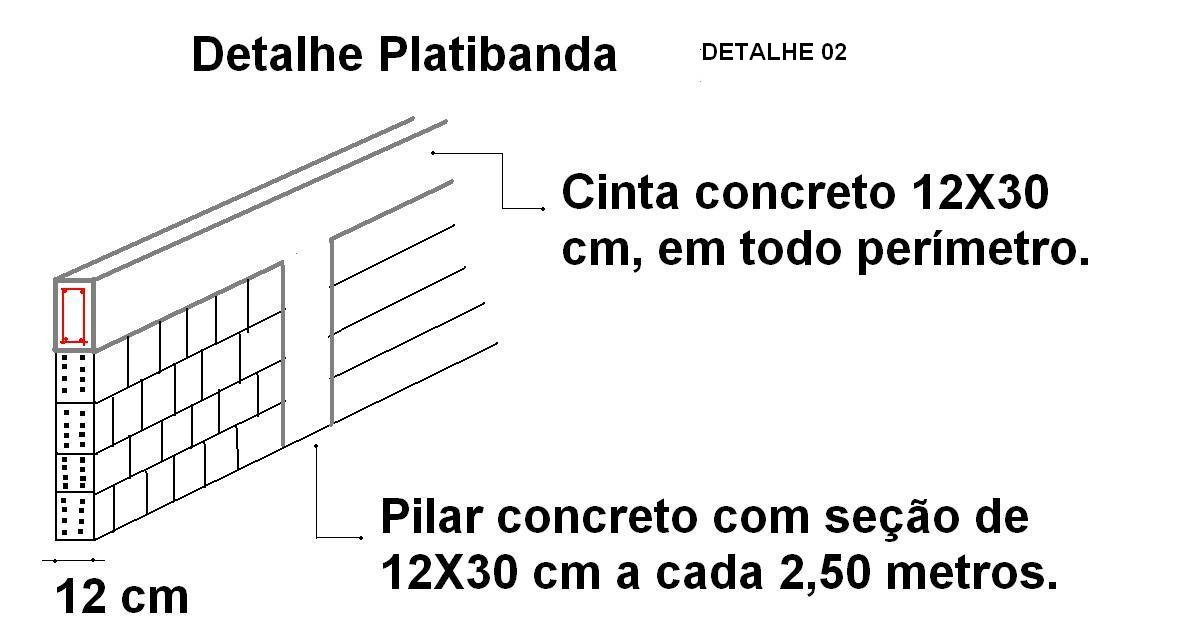 Detalhe Platibanda
DETALHE 02
Cinta concreto 12X30
cm, em todo perímetro.
Pilar concreto com seção de
12X30 cm a cada 2,50 metros.
12 cm